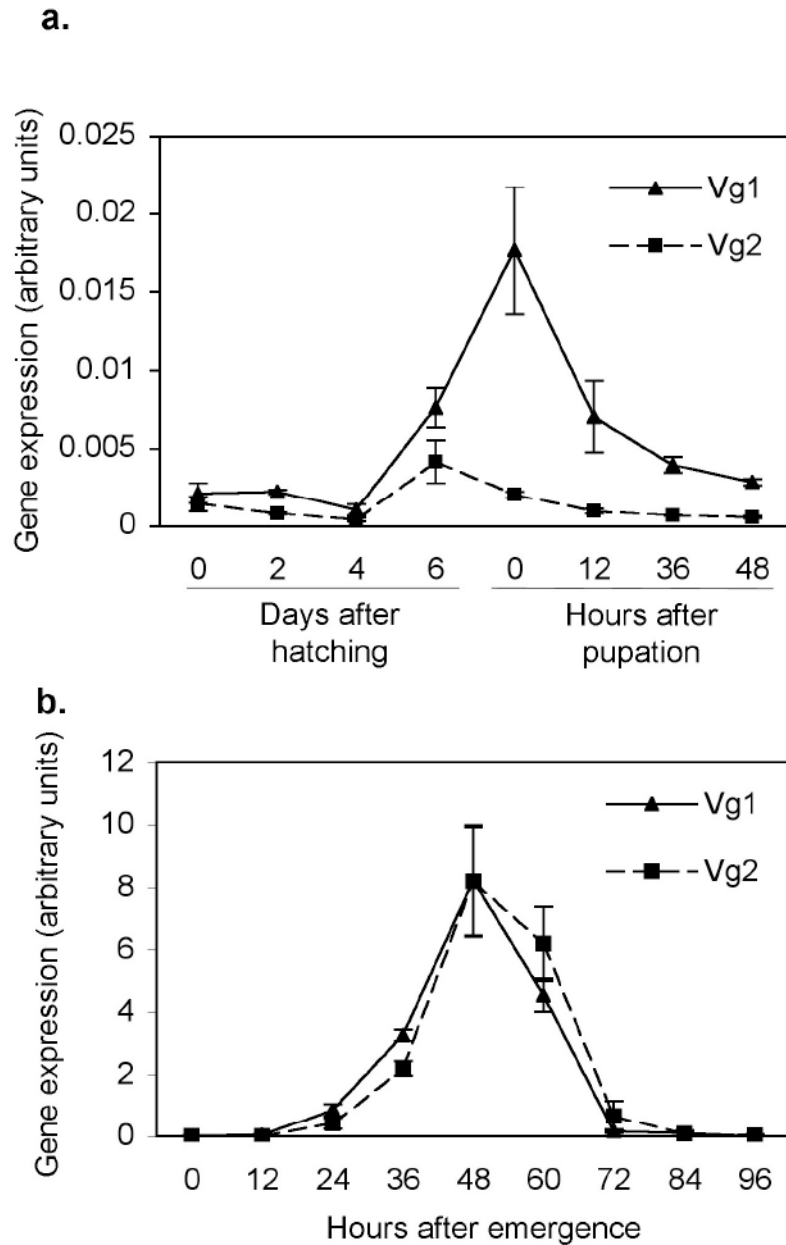 a.
Gene expression (arbitrary units)
0.025
0.02
0.015
0.01
0.005
0
Vg1
Vg2
0 2 4 6 0 12 36 48
Days after
hatching
Hours after
pupation
b.
Gene expression (arbitrary units)
12
10
8
6
4
2
0
Vg1
Vg2
0 12 24 36 48 60 72 84 96
Hours after emergence